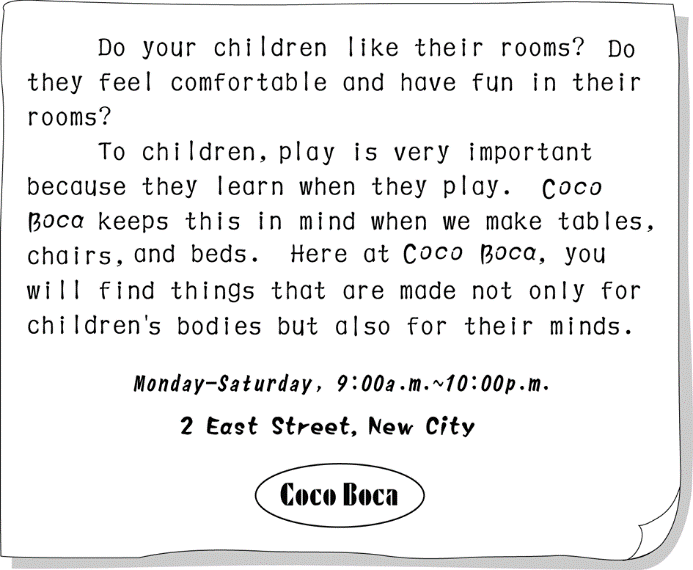 Do your children like their rooms? Do
they feel comfortable and have fun in their
rooms?
To children, play is very important
because they learn when they play. Coco
Boca keeps this in mind when we make tables,
chairs, and beds. Here at Coco Boca, you
will find things that are made not only for
children's bodies but also for their minds.
Monday-Saturday, 9:00a.m.~10:00p.m.
2 East Street, New City
Coco Boca